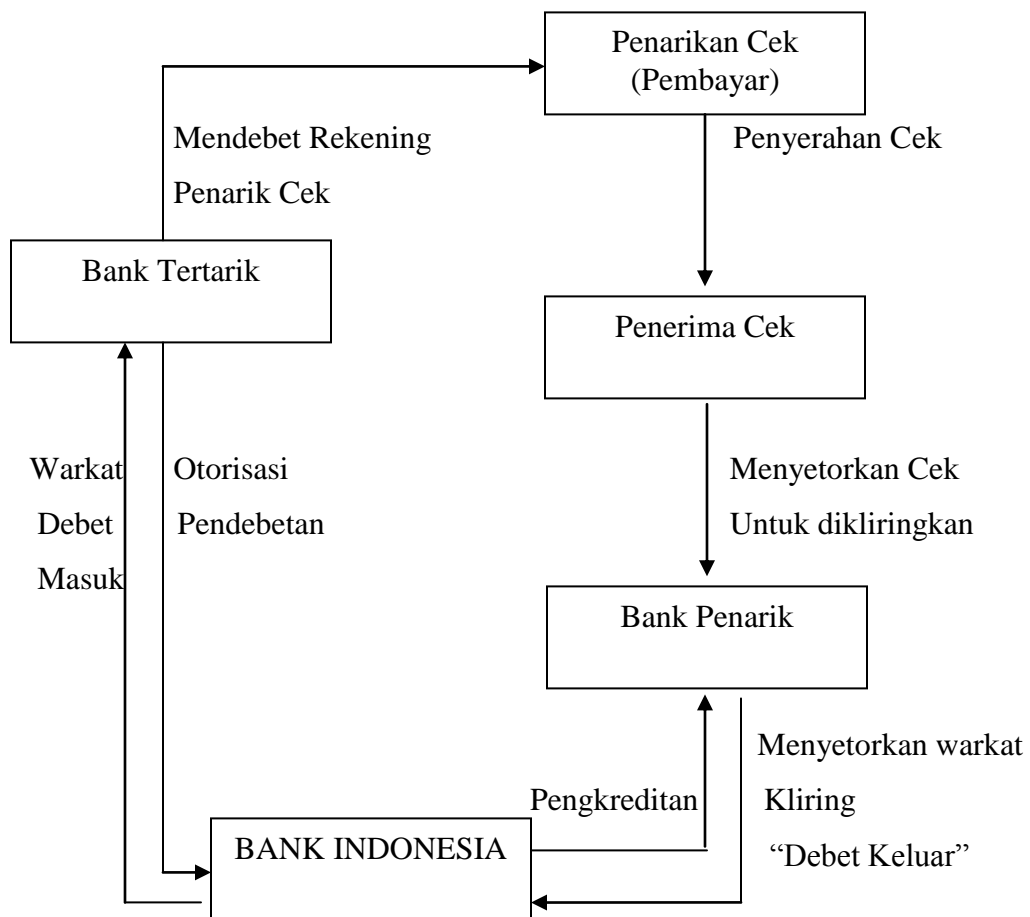 Penarikan Cek
(Pembayar)
Mendebet Rekening
Penarik Cek
Penyerahan Cek
Bank Tertarik
Penerima Cek
Warkat
Debet
Masuk
Otorisasi
Pendebetan
Menyetorkan Cek
Untuk dikliringkan
Bank Penarik
Menyetorkan warkat
Kliring
“Debet Keluar”
Pengkreditan
BANK INDONESIA